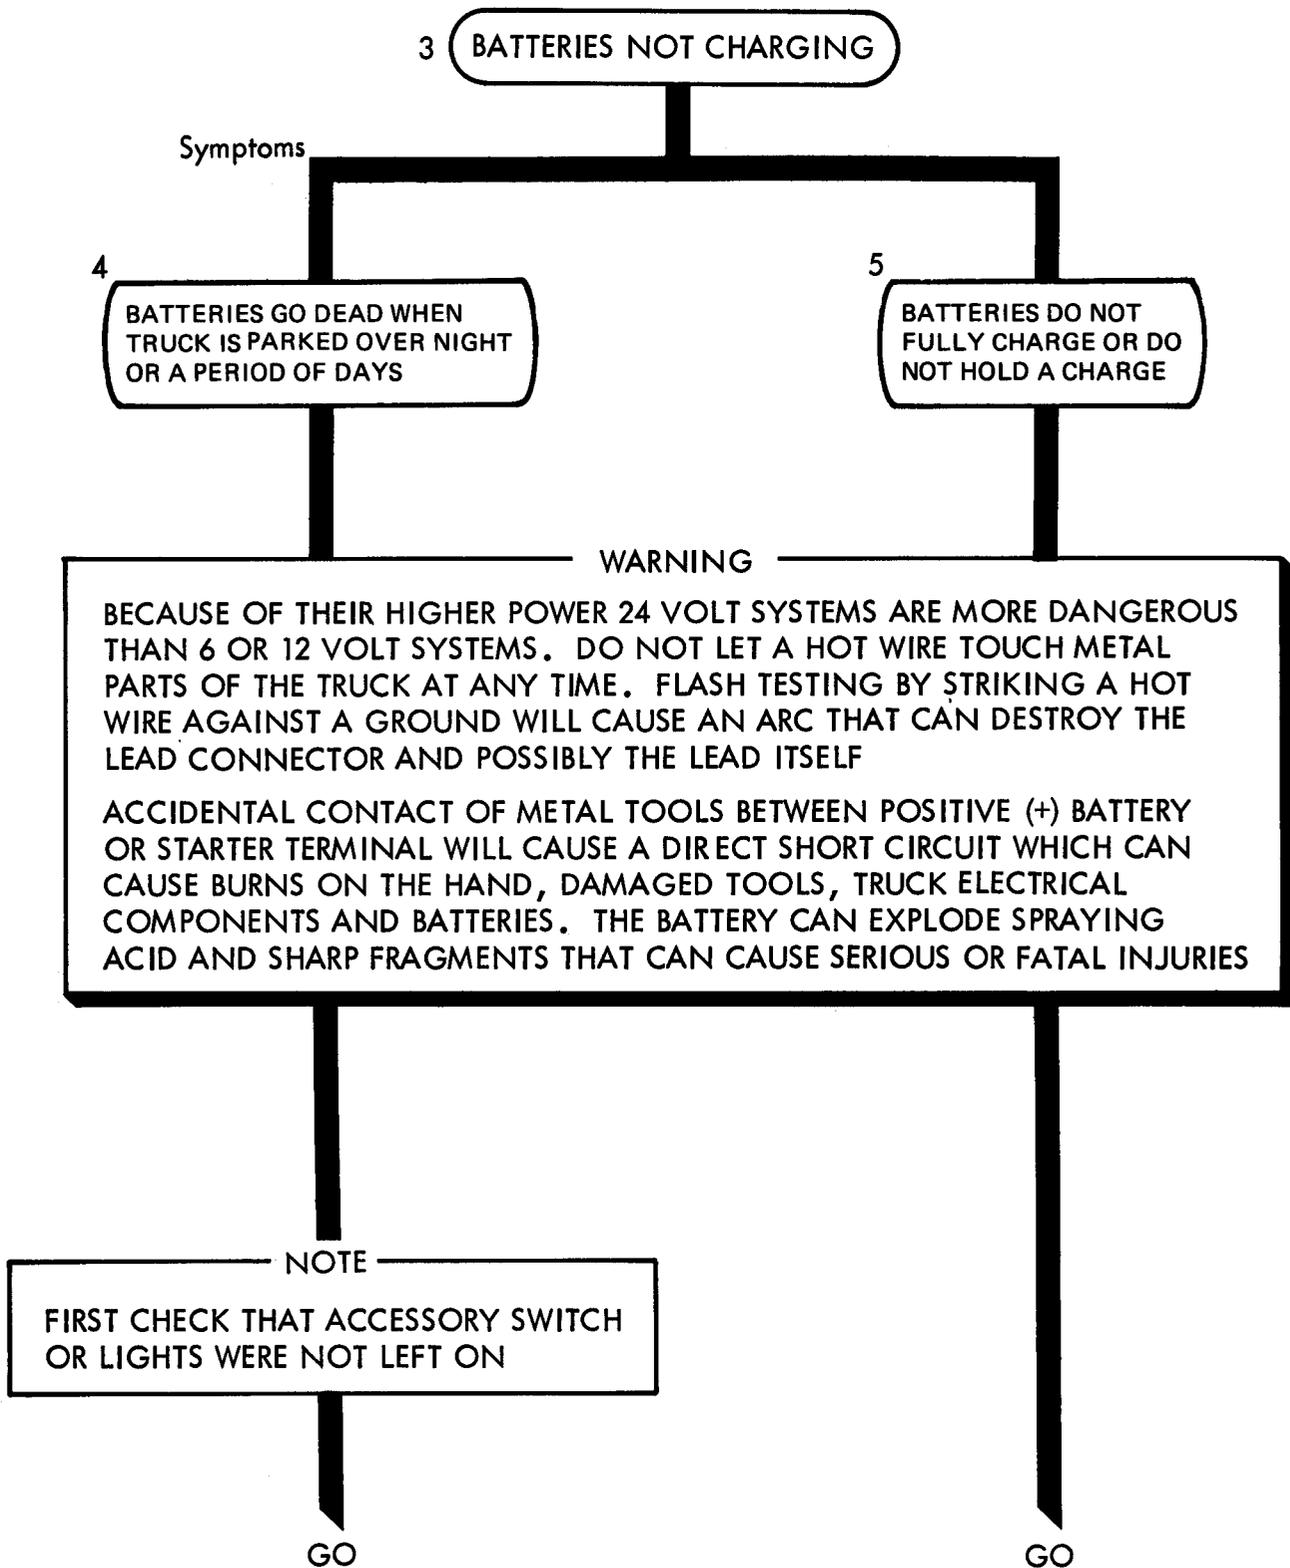 3 BATTERIES NOT CHARGING
Symptoms
4
BATTERIES GO DEAD WHEN
TRUCK IS PARKED OVER NIGHT
OR A PERIOD OF DAYS
5
BATTERIES DO NOT
FULLY CHARGE OR DO
NOT HOLD A CHARGE
WARNING
BECAUSE OF THEIR HIGHER POWER 24 VOLT SYSTEMS ARE MORE DANGEROUS
THAN 6 OR 12 VOLT SYSTEMS. DO NOT LET A HOT WIRE TOUCH METAL
PARTS OF THE TRUCK AT ANY TIME. FLASH TESTING BY STRIKING A HOT
WIRE AGAINST A GROUND WILL CAUSE AN ARC THAT CAN DESTROY THE
LEAD CONNECTOR AND POSSIBLY THE LEAD ITSELF
ACCIDENTAL CONTACT OF METAL TOOLS BETWEEN POSITIVE (+) BATTERY
OR STARTER TERMINAL WILL CAUSE A DIRECT SHORT CIRCUIT WHICH CAN
CAUSE BURNS ON THE HAND, DAMAGED TOOLS, TRUCK ELECTRICAL
COMPONENTS AND BATTERIES. THE BATTERY CAN EXPLODE SPRAYING
ACID AND SHARP FRAGMENTS THAT CAN CAUSE SERIOUS OR FATAL INJURIES
NOTE
FIRST CHECK THAT ACCESSORY SWITCH
OR LIGHTS WERE NOT LEFT ON
GO
GO